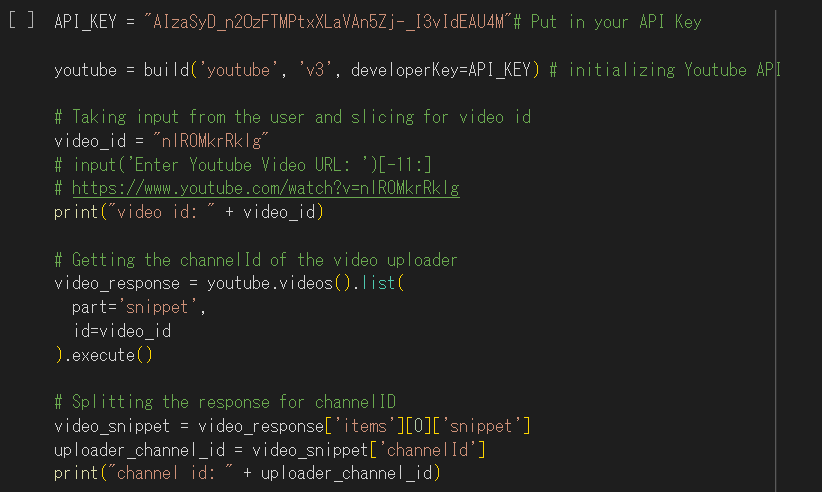 [ ] API_KEY = "AIzaSyD_n2OzFTMPtxXLaVAn5Zj-_I3vIdEAU4M"# Put in your API Key
youtube = build('youtube', 'v3', developerKey=API_KEY) # initializing Youtube API
# Taking input from the user and slicing for video id
video_id = "nlROMkrRklg"
# input('Enter Youtube Video URL: ')[-11:]
# https://www.youtube.com/watch?v=nlROMkrRklg
print("video id: " + video_id)
# Getting the channelId of the video uploader
video_response = youtube.videos().list(
part='snippet',
id=video_id
).execute()
# Splitting the response for channelID
video_snippet = video_response['items'][0]['snippet']
uploader_channel_id = video_snippet['channelId']
print("channel id: " + uploader_channel_id)